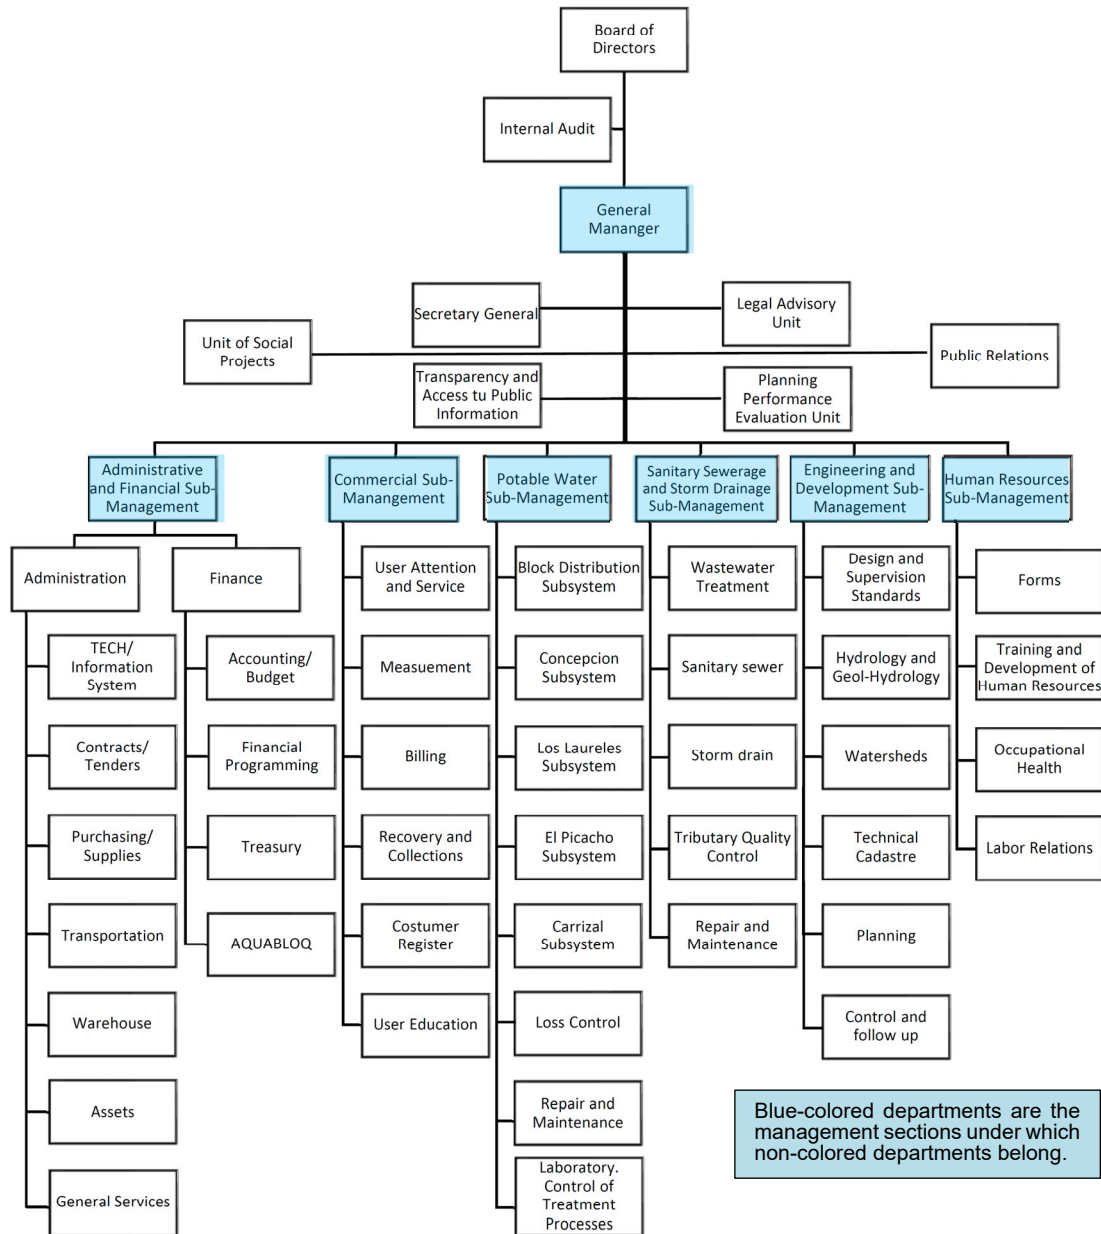 Board of
Directors
Internal Audit
General
Mananger
Secretary General
Legal Advisory
Unit
Unit of Social
Projects
Public Relations
Transparency and
Access tu Public
Information
Planning
Performance
Evaluation Unit
Administrative
and Financial Sub-
Management
Commercial Sub-
Manangement
Potable Water
Sub-Management
Sanitary Sewerage
and Storm Drainage
Sub-Management
Engineering and
Development Sub-
Management
Human Resources
Sub-Management
Administration
Finance
TECH/
Information
System
Contracts/
Tenders
Purchasing/
Supplies
Transportation
Warehouse
Assets
General Services
Accounting/
Budget
Financial
Programming
Treasury
AQUABLOQ
User Attention
and Service
Measuement
Billing
Recovery and
Collections
Costumer
Register
User Education
Block Distribution
Subsystem
Concepcion
Subsystem
Los Laureles
Subsystem
El Picacho
Subsystem
Carrizal
Subsystem
Loss Control
Repair and
Maintenance
Laboratory.
Control of
Treatment
Processes
Wastewater
Treatment
Sanitary sewer
Storm drain
Tributary Quality
Control
Repair and
Maintenance
Design and
Supervision
Standards
Hydrology and
Geol-Hydrology
Watersheds
Technical
Cadastre
Planning
Control and
follow up
Forms
Training and
Development of
Human Resources
Occupational
Health
Labor Relations
Blue-colored departments are the
management sections under which
non-colored departments belong.